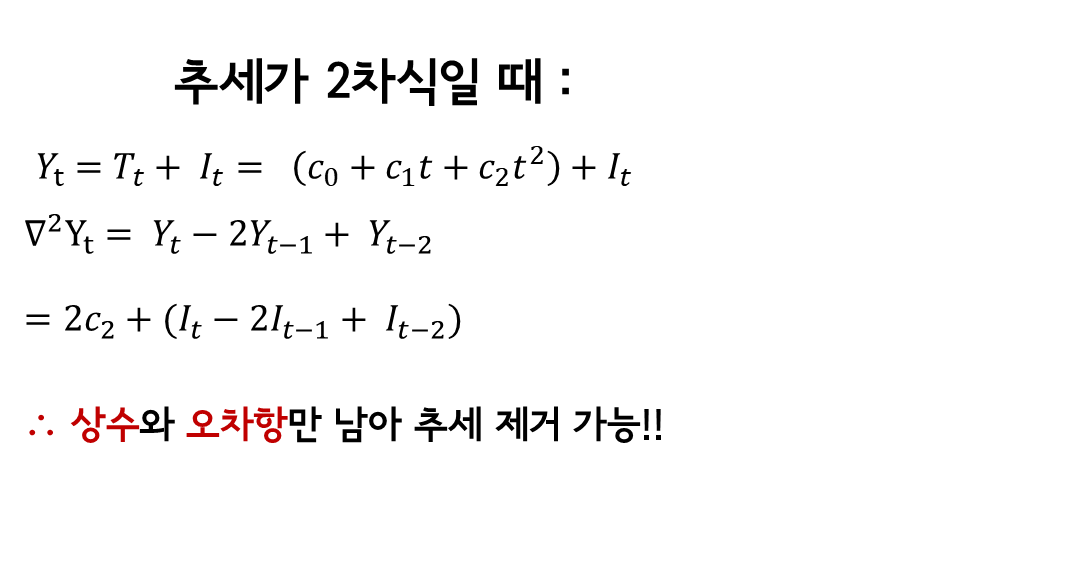 추세가 2차식일 때 :
Yₜ = Tₜ + Iₜ = (c₀ + c₁t + c₂t²) + Iₜ
∇²Yₜ = Yₜ − 2Yₜ₋₁ + Yₜ₋₂
= 2c₂ + (Iₜ − 2Iₜ₋₁ + Iₜ₋₂)
∴ 상수와 오차항만 남아 추세 제거 가능!!